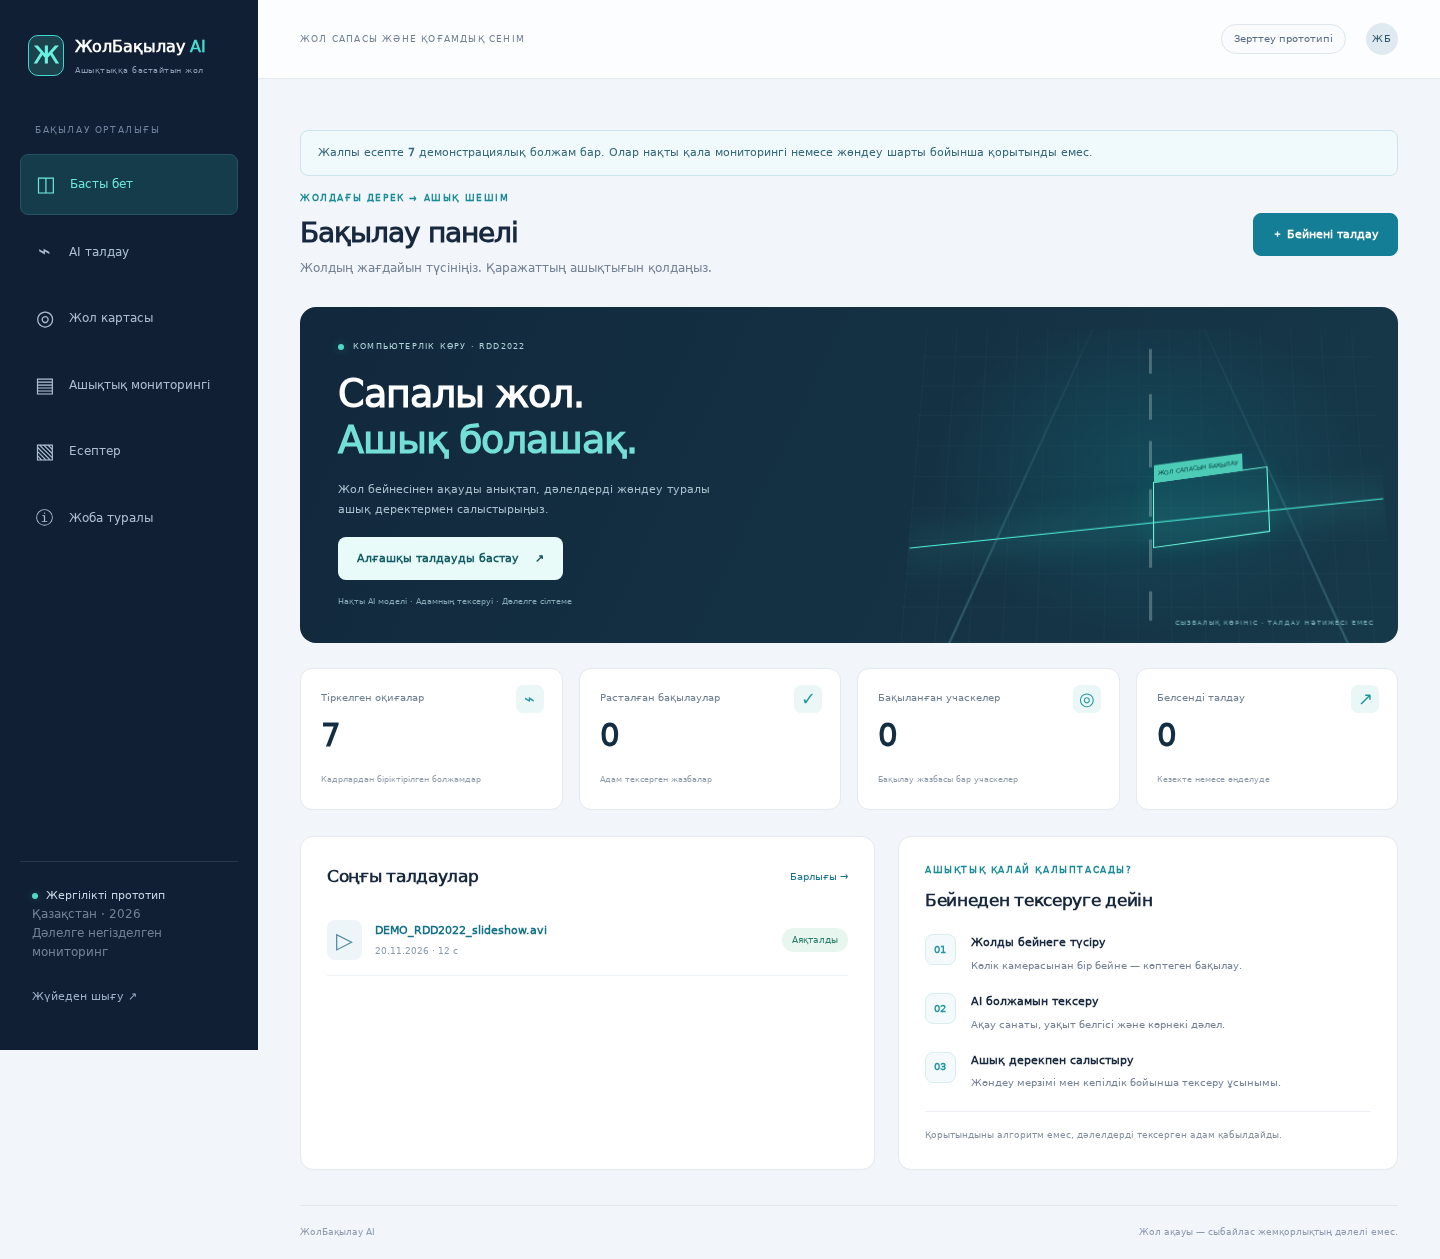 Ж
ЖолБақылау AI
Ашықтыққа бастайтын жол
БАҚЫЛАУ ОРТАЛЫҒЫ
Басты бет
AI талдау
Жол картасы
Ашықтық мониторингі
Есептер
Жоба туралы
Жергілікті прототип
Қазақстан · 2026
Дәлелге негізделген
мониторинг
Жүйеден шығу ↗
ЖОЛ САПАСЫ ЖӘНЕ ҚОҒАМДЫҚ СЕНІМ
Зерттеу прототипі
ЖБ
Жалпы есепте 7 демонстрациялық болжам бар. Олар нақты қала мониторингі немесе жөндеу шарты бойынша қорытынды емес.
ЖОЛДАҒЫ ДЕРЕК → АШЫҚ ШЕШІМ
Бақылау панелі
Жолдың жағдайын түсініңіз. Қаражаттың ашықтығын қолдаңыз.
+ Бейнені талдау
КОМПЬЮТЕРЛІК КӨРУ · RDD2022
Сапалы жол.
Ашық болашақ.
Жол бейнесінен ақауды анықтап, дәлелдерді жөндеу туралы
ашық деректермен салыстырыңыз.
Алғашқы талдауды бастау ↗
Нақты AI моделі · Адамның тексеруі · Дәлелге сілтеме
ЖОЛ САПАСЫН БАҚЫЛАУ
СЫЗБАЛЫҚ КӨРІНІС · ТАЛДАУ НӘТИЖЕСІ ЕМЕС
Тіркелген оқиғалар
7
Кадрлардан біріктірілген болжамдар
Расталған бақылаулар
0
Адам тексерген жазбалар
Бақыланған учаскелер
0
Бақылау жазбасы бар учаскелер
Белсенді талдау
0
Кезекте немесе өңделуде
Соңғы талдаулар
Барлығы →
DEMO_RDD2022_slideshow.avi
20.11.2026 · 12 с
Аяқталды
АШЫҚТЫҚ ҚАЛАЙ ҚАЛЫПТАСАДЫ?
Бейнеден тексеруге дейін
01
Жолды бейнеге түсіру
Көлік камерасынан бір бейне — көптеген бақылау.
02
AI болжамын тексеру
Ақау санаты, уақыт белгісі және көрнекі дәлел.
03
Ашық дерекпен салыстыру
Жөндеу мерзімі мен кепілдік бойынша тексеру ұсынымы.
Қорытындыны алгоритм емес, дәлелдерді тексерген адам қабылдайды.
ЖолБақылау AI
Жол ақауы — сыбайлас жемқорлықтың дәлелі емес.